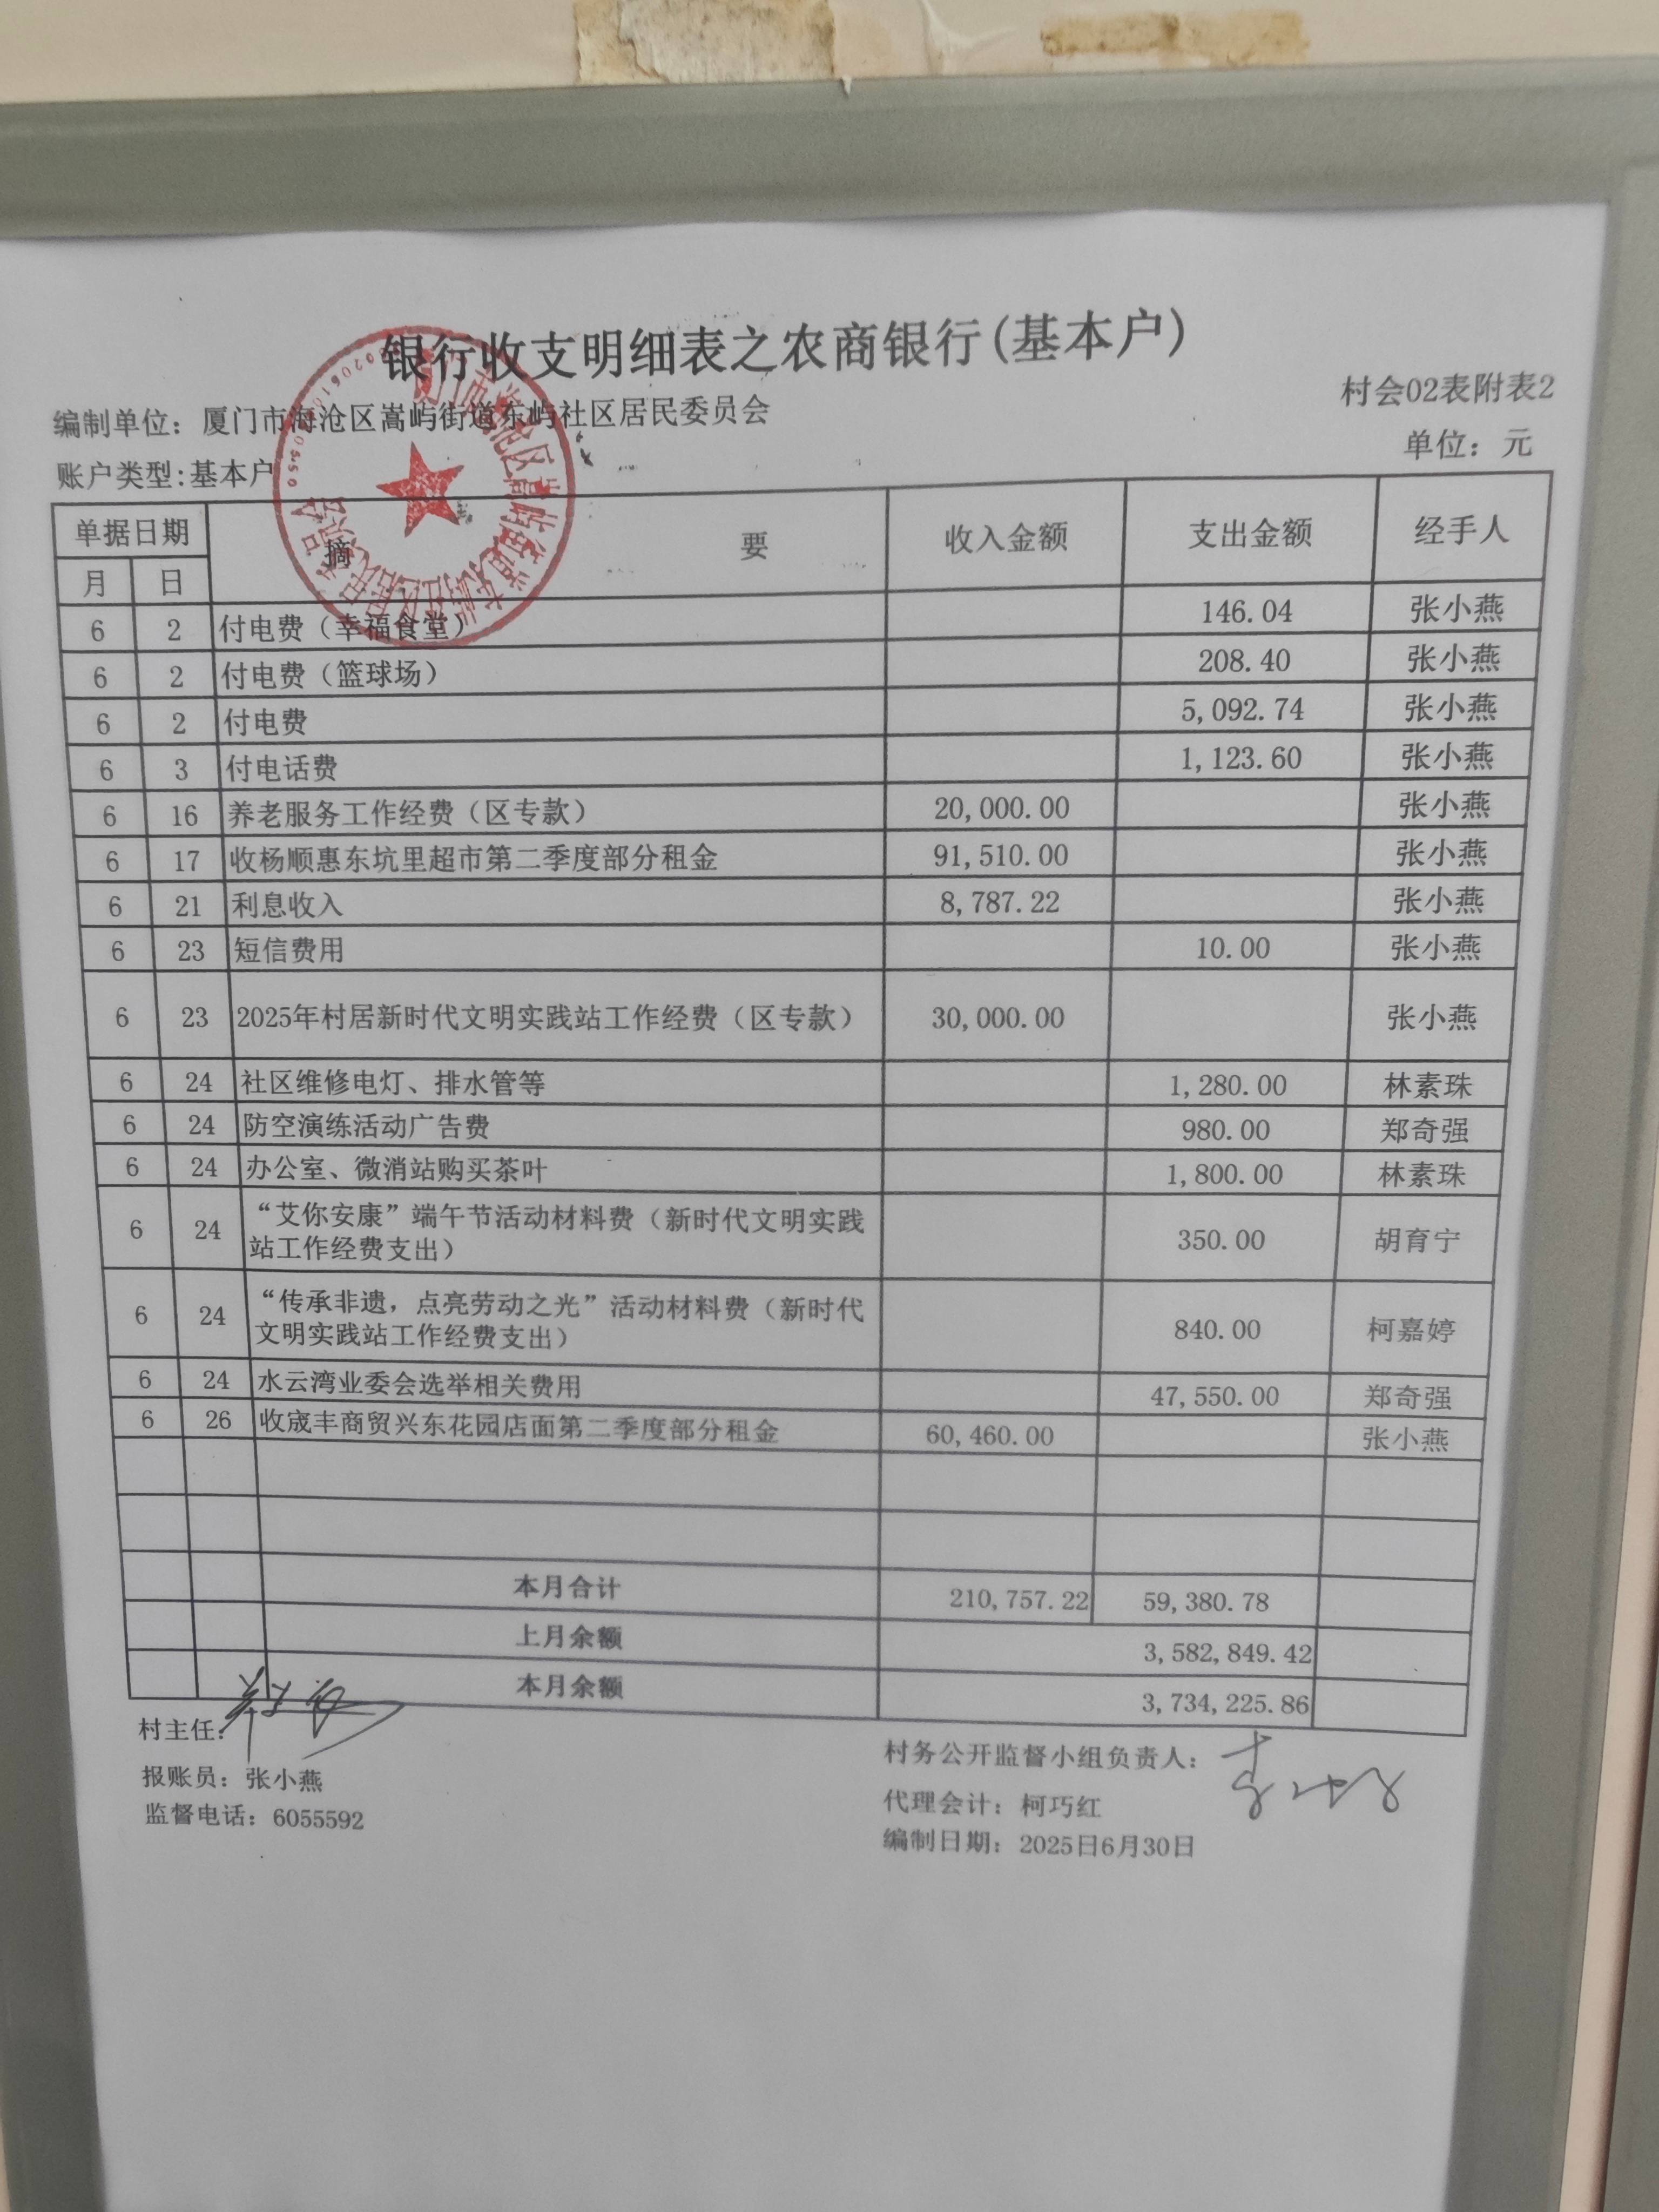 银行收支明细表之农商银行(基本户)
村会02表附表2
编制单位：厦门市海沧区嵩屿街道东屿社区居民委员会
单位：元
账户类型:基本户
单据日期 摘 要 收入金额 支出金额 经手人
月 日
6 2 付电费（幸福食堂） 146.04 张小燕
6 2 付电费（篮球场） 208.40 张小燕
6 2 付电费 5,092.74 张小燕
6 3 付电话费 1,123.60 张小燕
6 16 养老服务工作经费（区专款） 20,000.00 张小燕
6 17 收杨顺惠东坑里超市第二季度部分租金 91,510.00 张小燕
6 21 利息收入 8,787.22 张小燕
6 23 短信费用 10.00 张小燕
6 23 2025年村居新时代文明实践站工作经费（区专款） 30,000.00 张小燕
6 24 社区维修电灯、排水管等 1,280.00 林素珠
6 24 防空演练活动广告费 980.00 郑奇强
6 24 办公室、微消站购买茶叶 1,800.00 林素珠
6 24 “艾你安康”端午节活动材料费（新时代文明实践
站工作经费支出） 350.00 胡育宁
6 24 “传承非遗，点亮劳动之光”活动材料费（新时代
文明实践站工作经费支出） 840.00 柯嘉婷
6 24 水云湾业委会选举相关费用 47,550.00 郑奇强
6 26 收宬丰商贸兴东花园店面第二季度部分租金 60,460.00 张小燕
本月合计 210,757.22 59,380.78
上月余额 3,582,849.42
本月余额 3,734,225.86
村主任：
村务公开监督小组负责人：
报账员：张小燕
代理会计：柯巧红
监督电话：6055592
编制日期：2025日6月30日